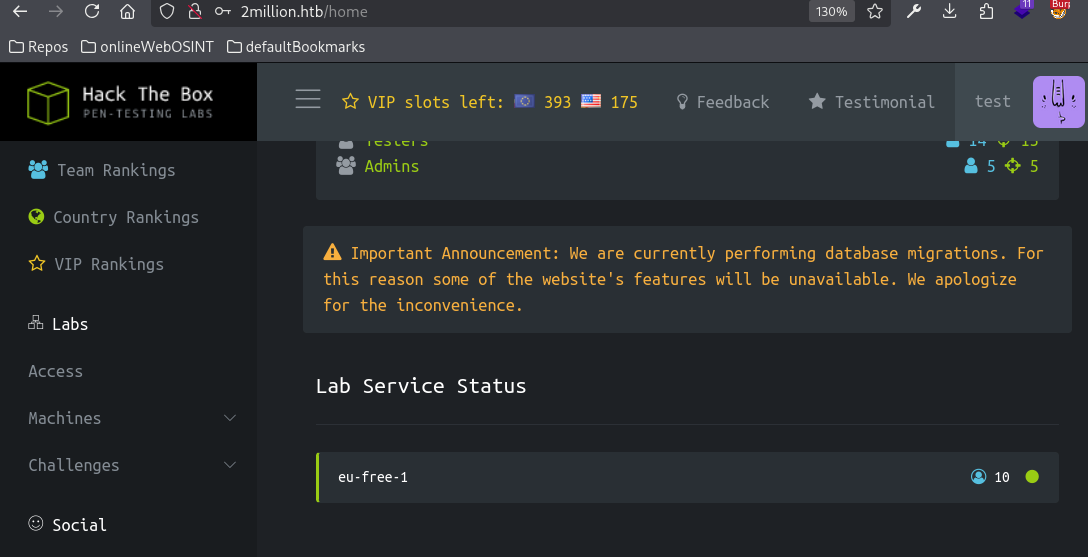 2million.htb/home
130%
11
Repos
onlineWebOSINT
defaultBookmarks
Hack The Box
PEN-TESTING LABS
VIP slots left: 393 175
Feedback
Testimonial
test
Team Rankings
Country Rankings
VIP Rankings
Labs
Access
Machines
Challenges
Social
Testers 14 15
Admins 5 5
Important Announcement: We are currently performing database migrations. For
this reason some of the website's features will be unavailable. We apologize
for the inconvenience.
Lab Service Status
eu-free-1 10